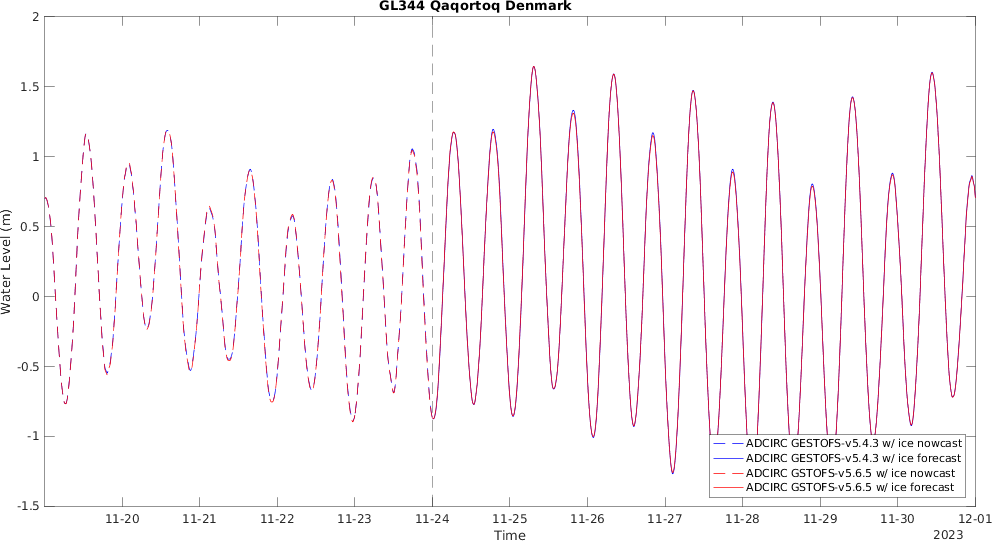 GL344 Qaqortoq Denmark
2
1.5
1
0.5
0
-0.5
-1
-1.5
Water Level (m)
ADCIRC GESTOFS-v5.4.3 w/ ice nowcast
ADCIRC GESTOFS-v5.4.3 w/ ice forecast
ADCIRC GSTOFS-v5.6.5 w/ ice nowcast
ADCIRC GSTOFS-v5.6.5 w/ ice forecast
11-20 11-21 11-22 11-23 11-24 11-25 11-26 11-27 11-28 11-29 11-30 12-01
Time
2023